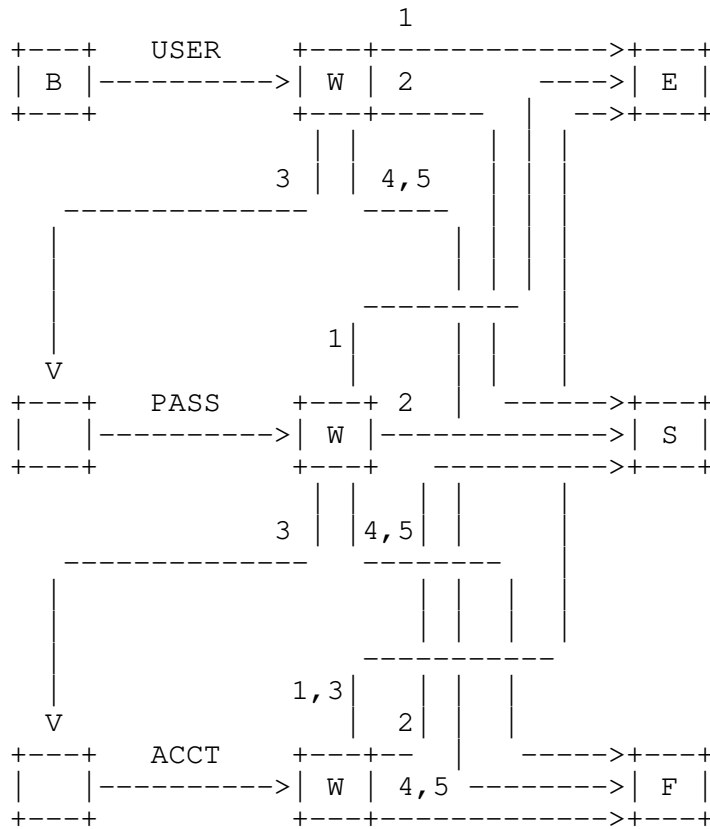 1
+---+   USER    +---+------------->+---+
| B |---------->| W | 2       ---->| E |
+---+           +---+------  |  -->+---+
                 | |      | | |
               3 | | 4,5  | | |
   --------------   -----  | |  |
  |                      | | |  |
  |                      | | |  |
  |                 ---------   |
  |               1|     | |    |
  V                |     | |    |
+---+   PASS    +---+ 2  |  ------>+---+
|   |---------->| W |------------->| S |
+---+           +---+   ---------->+---+
                 | |   | |      |
               3 | |4,5| |      |
   --------------   --------    |
  |                    | |  |   |
  |                    | |  |   |
  |                 -----------
  |             1,3|   | |  |
  V                |  2| |  |
+---+   ACCT    +---+--  |   ----->+---+
|   |---------->| W | 4,5 -------->| F |
+---+           +---+------------->+---+